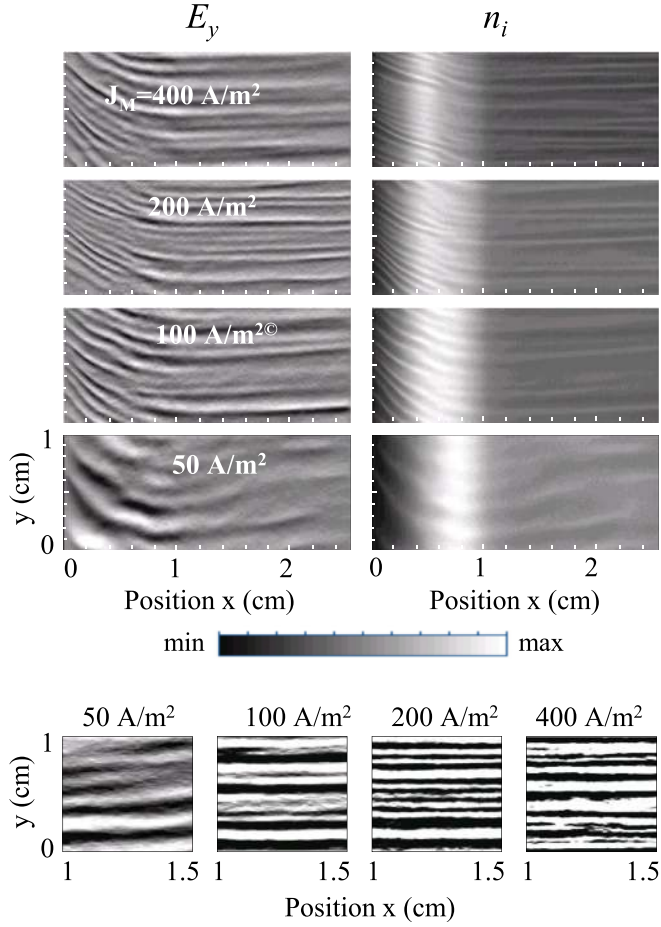 E_y n_i
J_M=400 A/m²
200 A/m²
100 A/m²©
50 A/m²
1
y (cm)
0
0 1 2 0 1 2
Position x (cm) Position x (cm)
min max
50 A/m² 100 A/m² 200 A/m² 400 A/m²
1
y (cm)
0
1 1.5 1 1.5 1 1.5 1 1.5
Position x (cm)